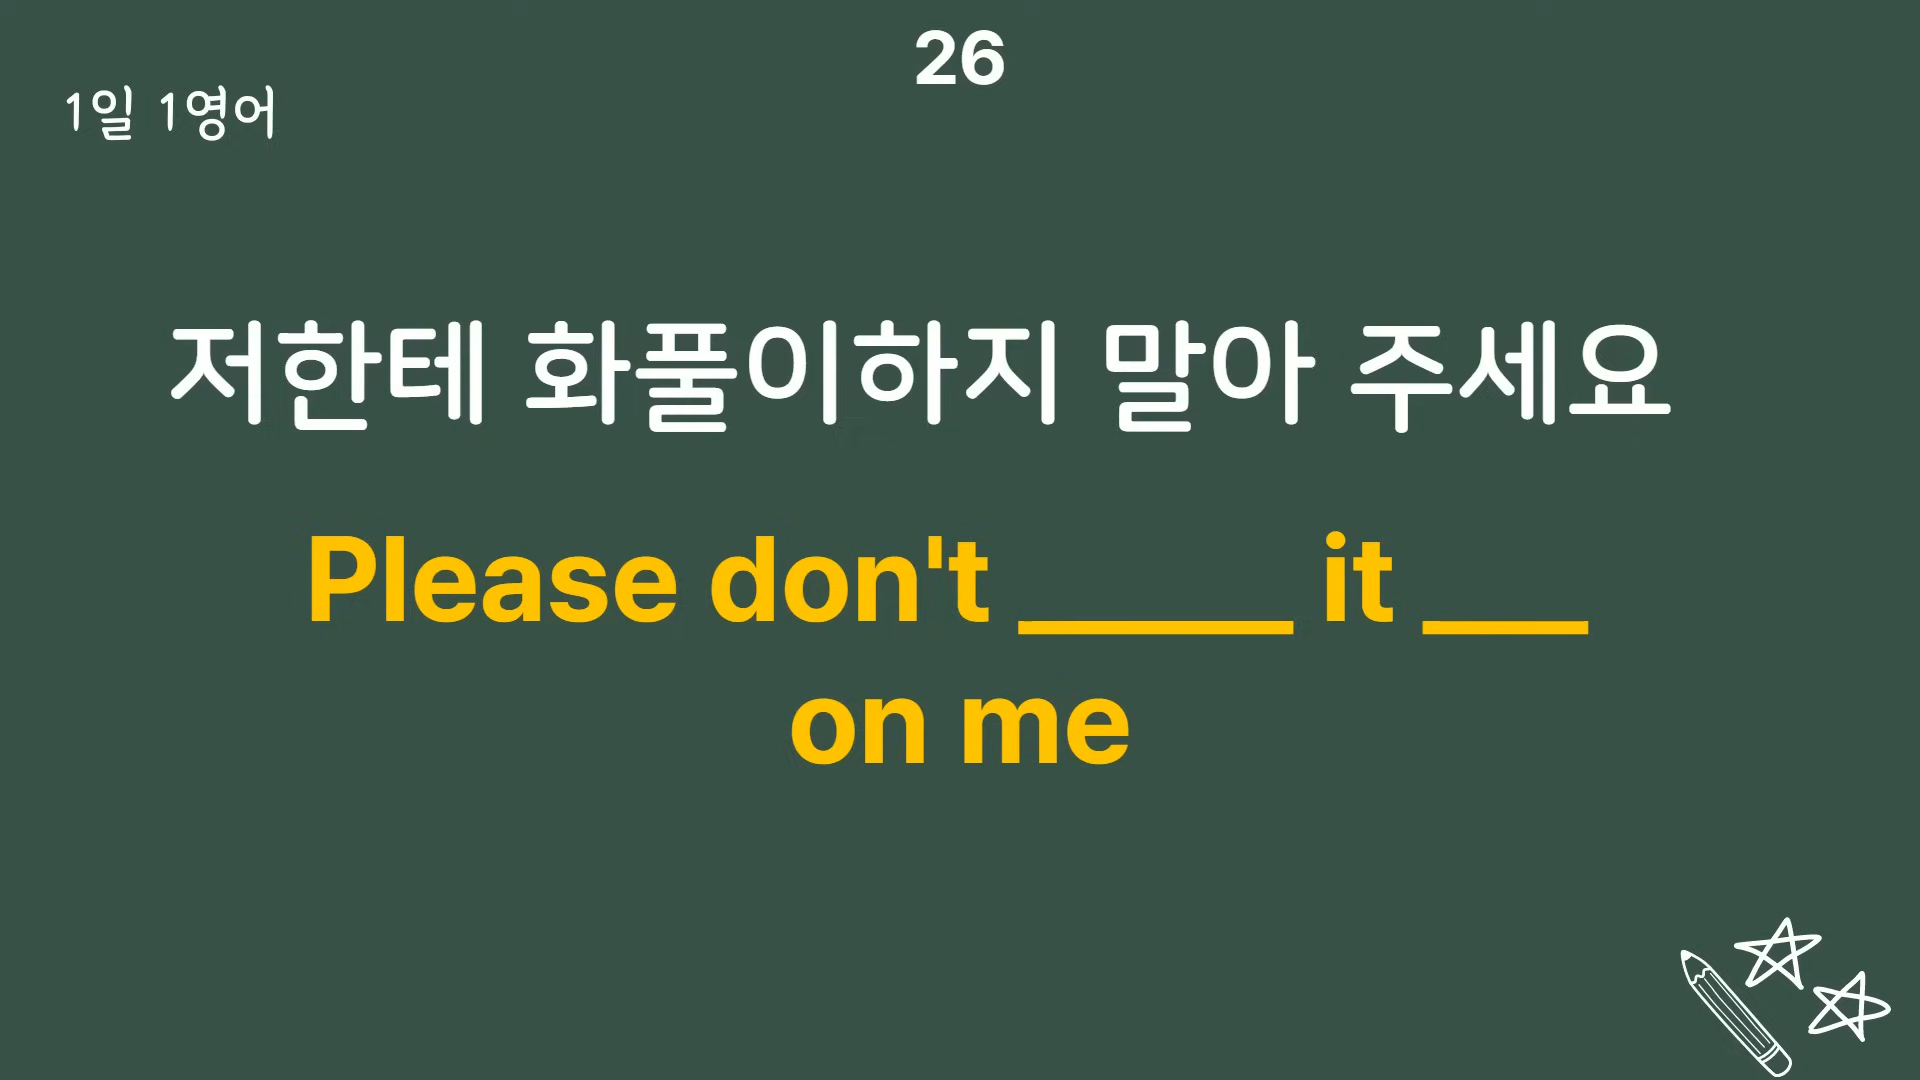 26
1일 1영어
저한테 화풀이하지 말아 주세요
Please don't _____ it ___
on me